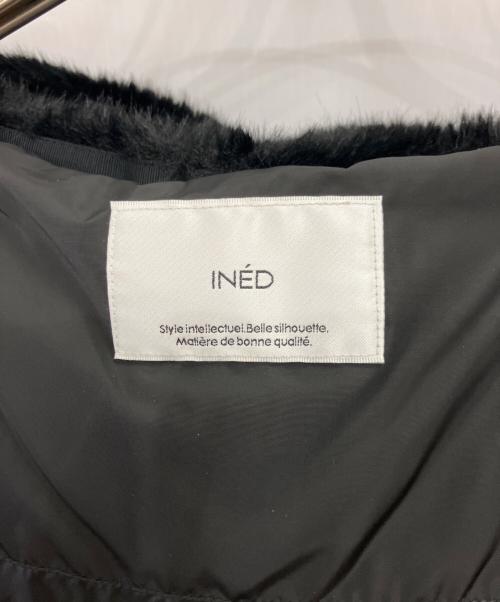 INÉD
Style intellectuel.Belle silhouette.
Matière de bonne qualité.